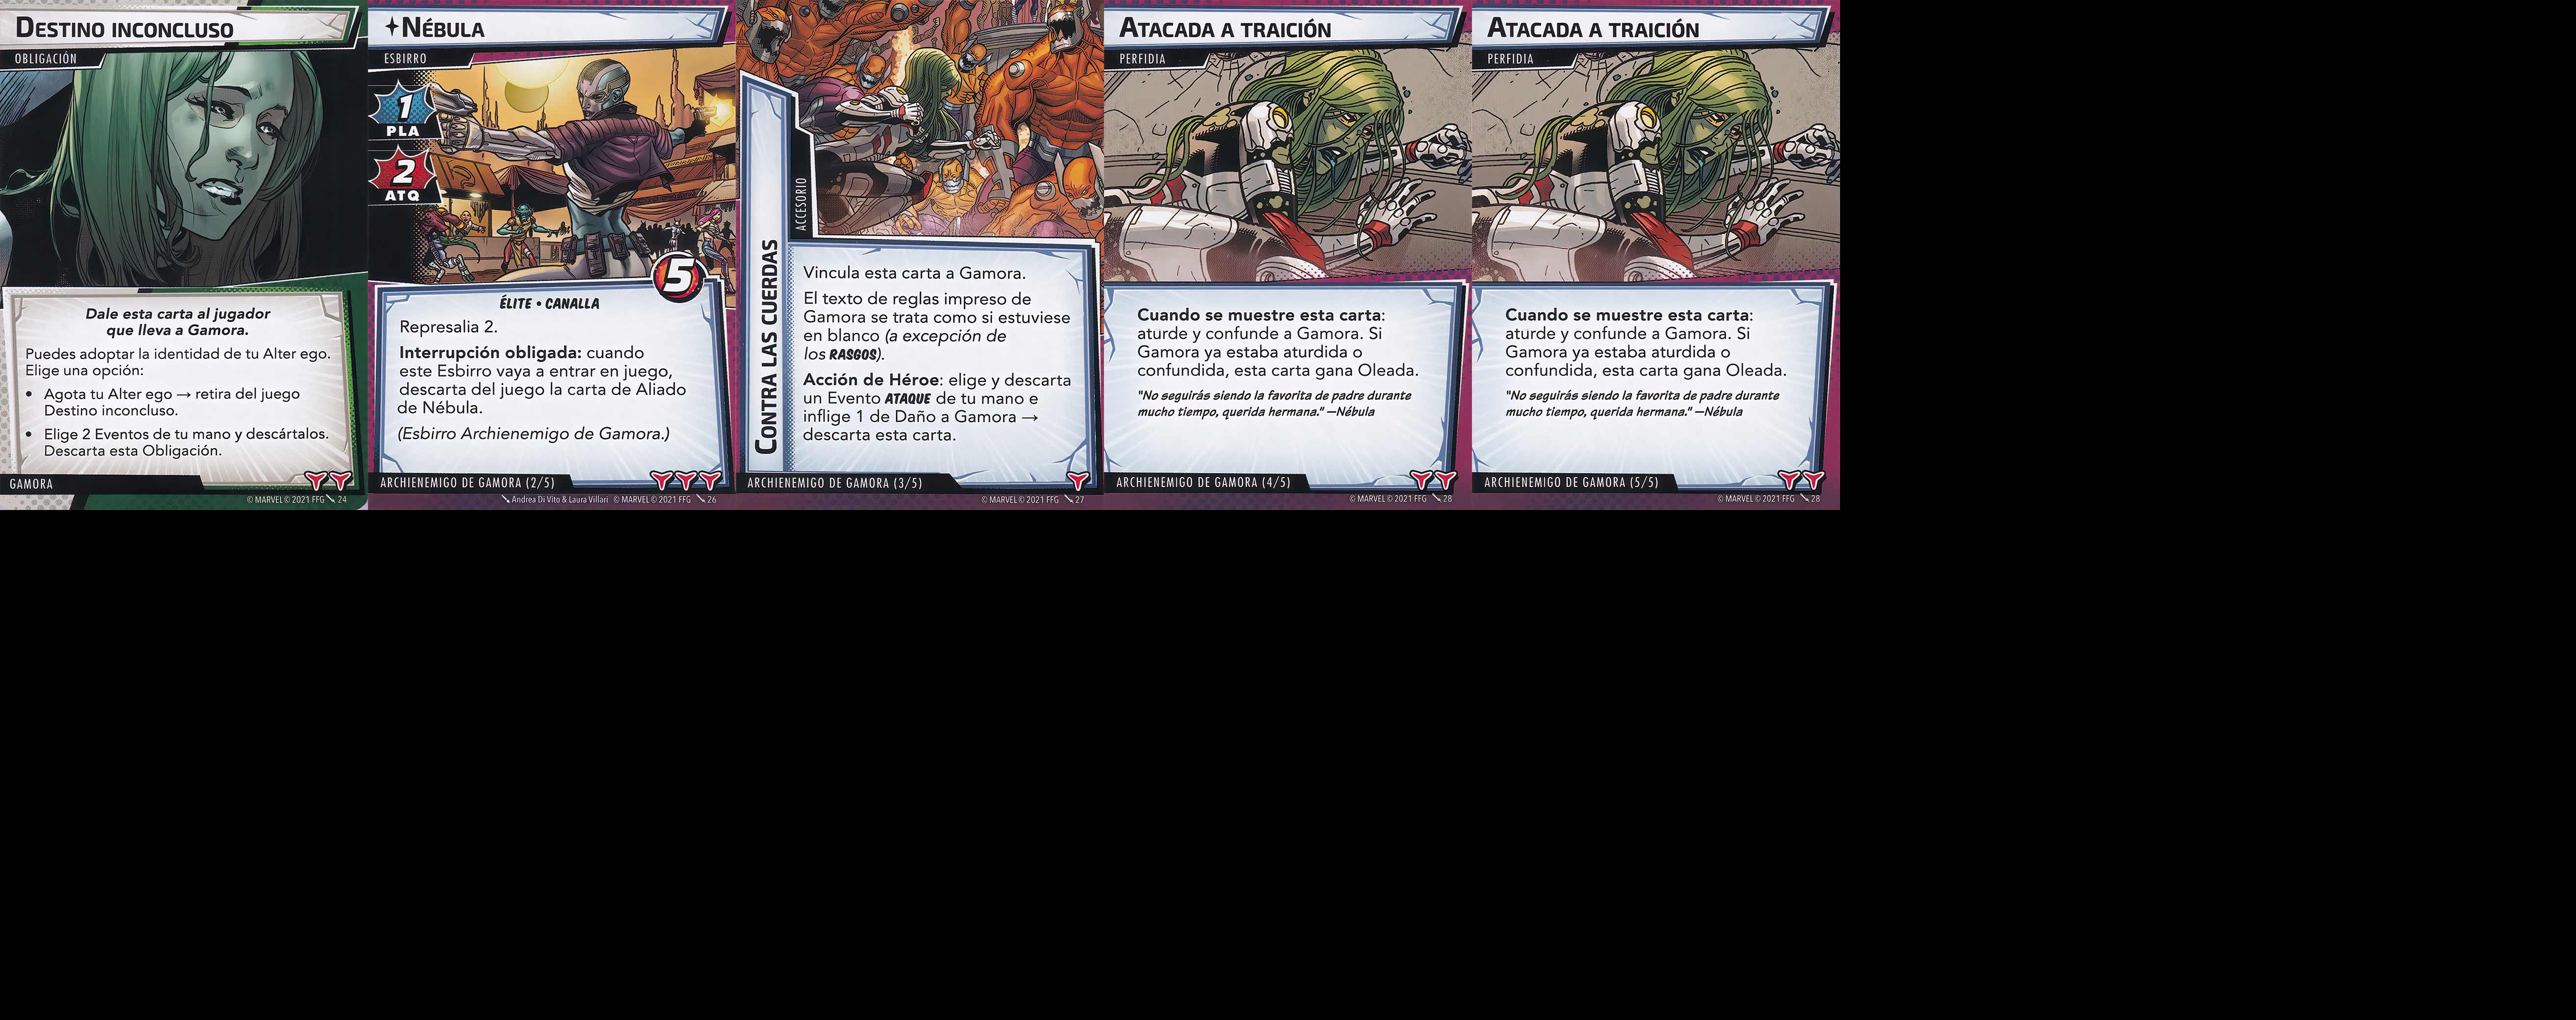 DESTINO INCONCLUSO
OBLIGACIÓN
Dale esta carta al jugador
que lleva a Gamora.
Puedes adoptar la identidad de tu Alter ego.
Elige una opción:
• Agota tu Alter ego → retira del juego
Destino inconcluso.
• Elige 2 Eventos de tu mano y descártalos.
Descarta esta Obligación.
GAMORA
© MARVEL © 2021 FFG 24
NÉBULA
ESBIRRO
1
PLA
2
ATQ
5
ÉLITE • CANALLA
Represalia 2.
Interrupción obligada: cuando
este Esbirro vaya a entrar en juego,
descarta del juego la carta de Aliado
de Nébula.
(Esbirro Archienemigo de Gamora.)
ARCHIENEMIGO DE GAMORA (2/5)
Andrea Di Vito & Laura Villari © MARVEL © 2021 FFG 26
CONTRA LAS CUERDAS
ACCESORIO
Vincula esta carta a Gamora.
El texto de reglas impreso de
Gamora se trata como si estuviese
en blanco (a excepción de
los RASGOS).
Acción de Héroe: elige y descarta
un Evento ATAQUE de tu mano e
inflige 1 de Daño a Gamora →
descarta esta carta.
ARCHIENEMIGO DE GAMORA (3/5)
© MARVEL © 2021 FFG 27
ATACADA A TRAICIÓN
PERFIDIA
Cuando se muestre esta carta:
aturde y confunde a Gamora. Si
Gamora ya estaba aturdida o
confundida, esta carta gana Oleada.
"No seguirás siendo la favorita de padre durante
mucho tiempo, querida hermana." —Nébula
ARCHIENEMIGO DE GAMORA (4/5)
© MARVEL © 2021 FFG 28
ATACADA A TRAICIÓN
PERFIDIA
Cuando se muestre esta carta:
aturde y confunde a Gamora. Si
Gamora ya estaba aturdida o
confundida, esta carta gana Oleada.
"No seguirás siendo la favorita de padre durante
mucho tiempo, querida hermana." —Nébula
ARCHIENEMIGO DE GAMORA (5/5)
© MARVEL © 2021 FFG 28